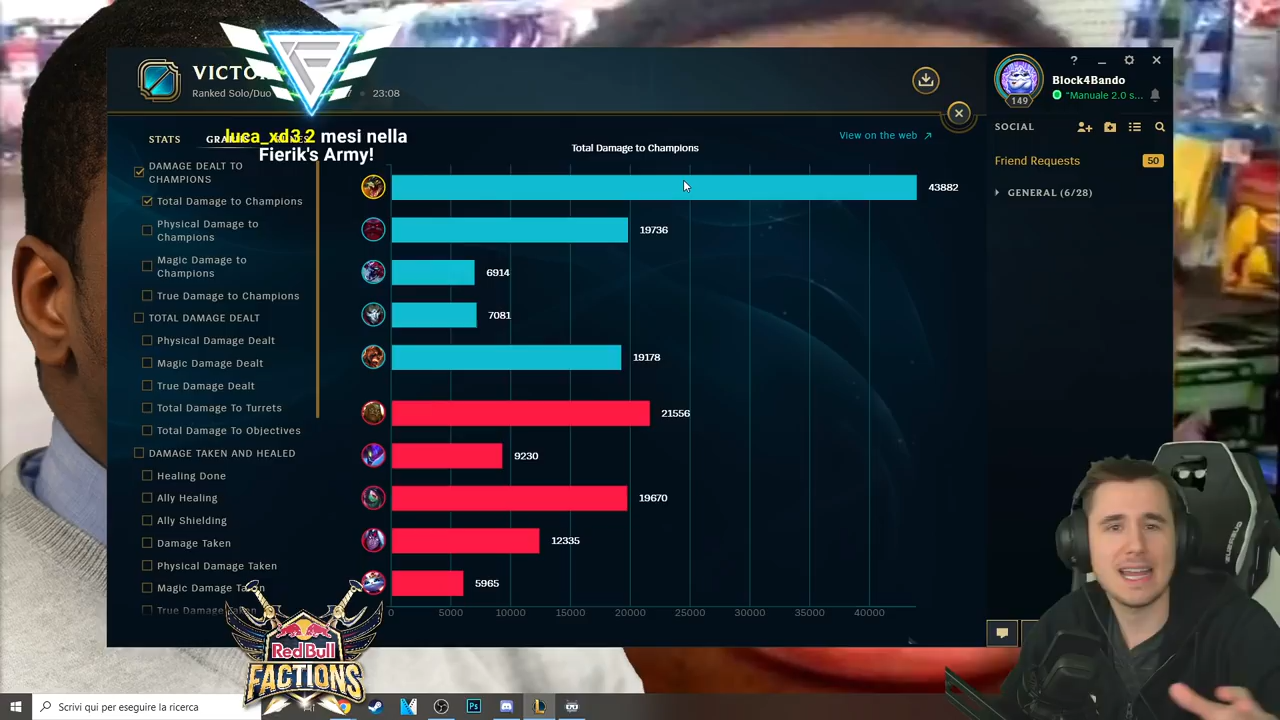 VICTO
Ranked Solo/Duo
23:08
Block4Bando
149
"Manuale 2.0 s...
luca_xd3 2 mesi nella
Fierik's Army!
STATS
View on the web
SOCIAL
Friend Requests
50
GENERAL (6/28)
Total Damage to Champions
DAMAGE DEALT TO
CHAMPIONS
Total Damage to Champions
Physical Damage to
Champions
Magic Damage to
Champions
True Damage to Champions
TOTAL DAMAGE DEALT
Physical Damage Dealt
Magic Damage Dealt
True Damage Dealt
Total Damage To Turrets
Total Damage To Objectives
DAMAGE TAKEN AND HEALED
Healing Done
Ally Healing
Ally Shielding
Damage Taken
Physical Damage Taken
Magic Damage Taken
True Damage Taken
43882
19736
6914
7081
19178
21556
9230
19670
12335
5965
0 5000 10000 15000 20000 25000 30000 35000 40000
Red Bull
FACTIONS
Scrivi qui per eseguire la ricerca
Ps